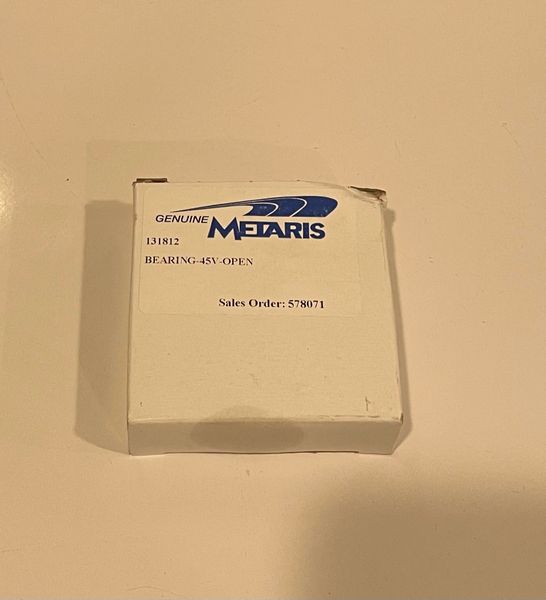 GENUINE METARIS
131812
BEARING-45V-OPEN
Sales Order: 578071